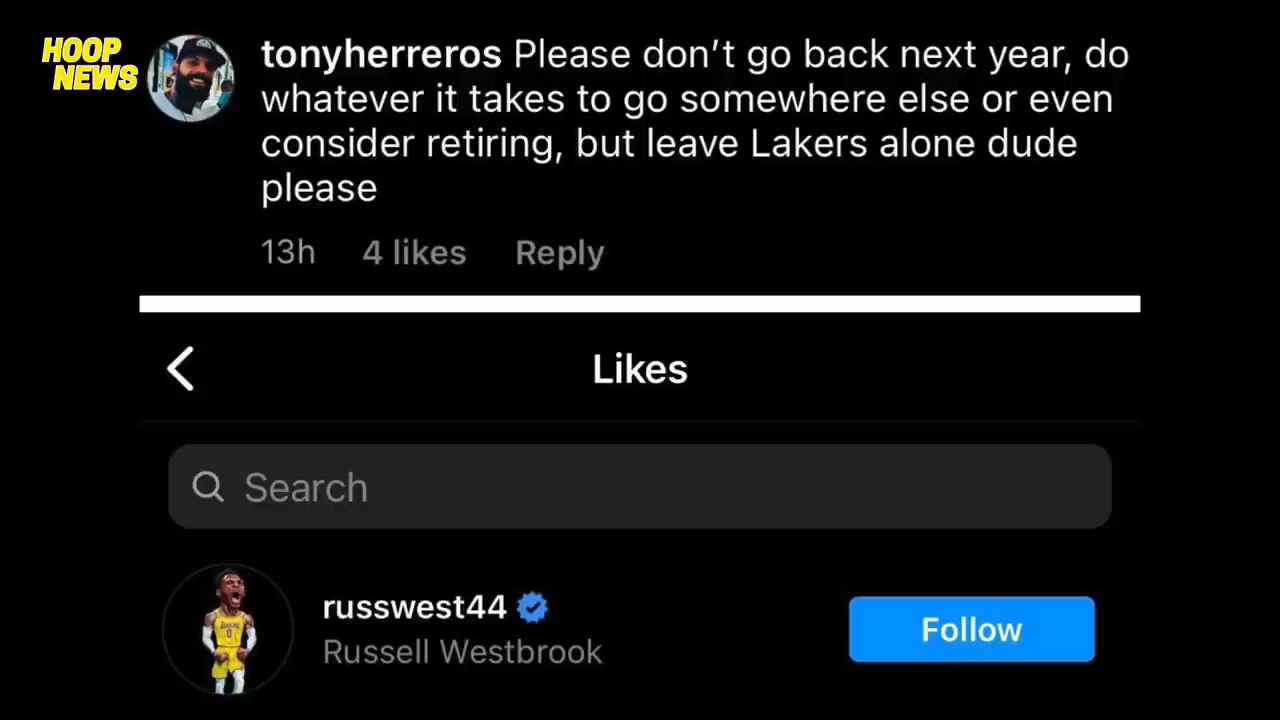 HOOP
NEWS
tonyherreros Please don’t go back next year, do
whatever it takes to go somewhere else or even
consider retiring, but leave Lakers alone dude
please
13h 4 likes Reply
Likes
Search
russwest44
Russell Westbrook
Follow